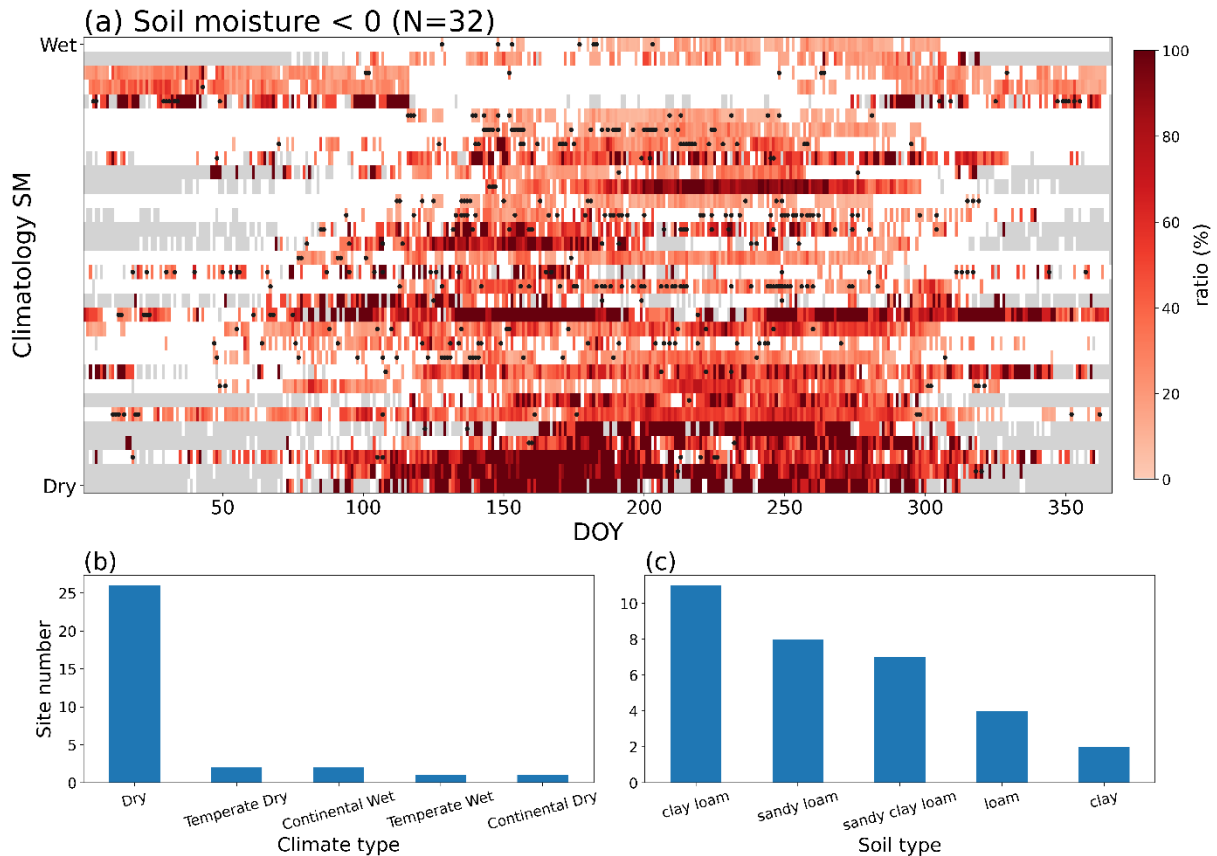 (a) Soil moisture < 0 (N=32)
Wet
Climatology SM
Dry
50 100 150 200 250 300 350
DOY
100
80
60
40
20
0
ratio (%)
(b)
Site number
25
20
15
10
5
0
Dry Temperate Dry Continental Wet Temperate Wet Continental Dry
Climate type
(c)
10
8
6
4
2
0
clay loam sandy loam sandy clay loam loam clay
Soil type